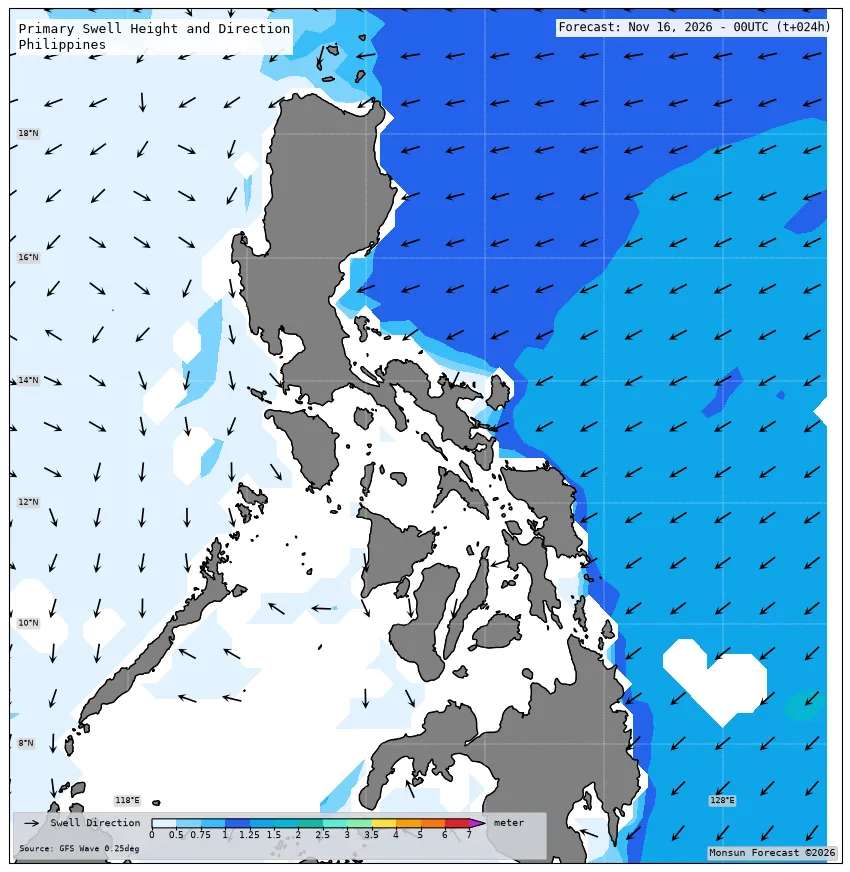 Primary Swell Height and Direction
Philippines
Forecast: Nov 16, 2026 - 00UTC (t+024h)
18°N
16°N
14°N
12°N
10°N
8°N
118°E
128°E
Swell Direction
meter
0 0.5 0.75 1 1.25 1.5 2 2.5 3 3.5 4 5 6 7
Source: GFS Wave 0.25deg
Monsun Forecast ©2026